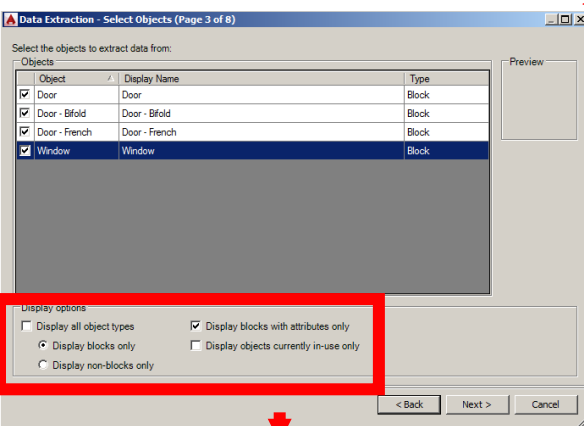 Data Extraction - Select Objects (Page 3 of 8)
Select the objects to extract data from:
Objects
Preview
Object Display Name Type
Door Door Block
Door - Bifold Door - Bifold Block
Door - French Door - French Block
Window Window Block
Display options
Display all object types Display blocks with attributes only
Display blocks only Display objects currently in-use only
Display non-blocks only
< Back Next > Cancel